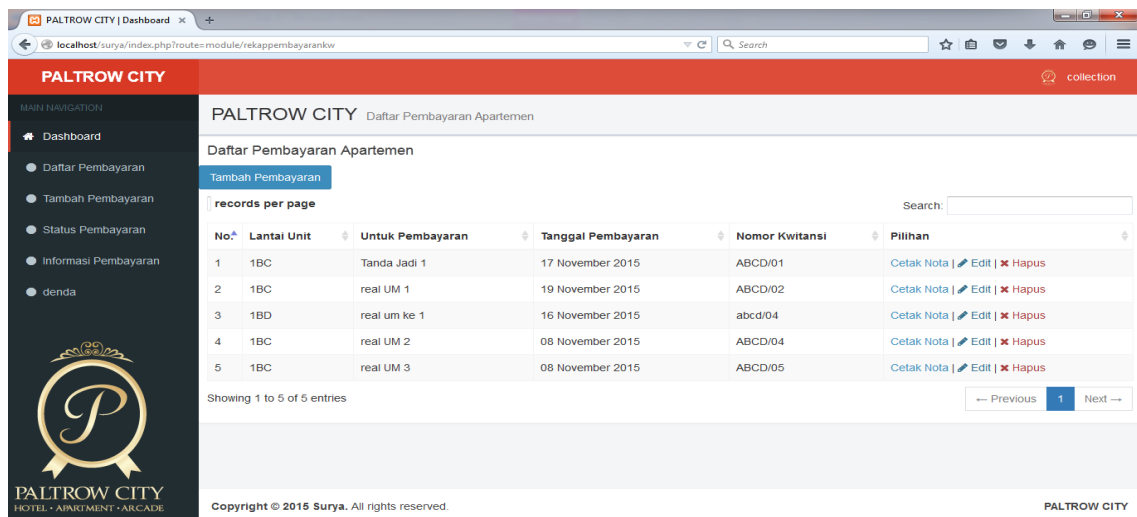 PALTROW CITY | Dashboard × +
localhost/surya/index.php?route=module/rekappembayarankw Search
PALTROW CITY collection
MAIN NAVIGATION
Dashboard
Daftar Pembayaran
Tambah Pembayaran
Status Pembayaran
Informasi Pembayaran
denda
P
PALTROW CITY
HOTEL · APARTMENT · ARCADE
PALTROW CITY Daftar Pembayaran Apartemen
Daftar Pembayaran Apartemen
Tambah Pembayaran
records per page Search:
No. Lantai Unit Untuk Pembayaran Tanggal Pembayaran Nomor Kwitansi Pilihan
1 1BC Tanda Jadi 1 17 November 2015 ABCD/01 Cetak Nota | Edit | Hapus
2 1BC real UM 1 19 November 2015 ABCD/02 Cetak Nota | Edit | Hapus
3 1BD real um ke 1 16 November 2015 abcd/04 Cetak Nota | Edit | Hapus
4 1BC real UM 2 08 November 2015 ABCD/04 Cetak Nota | Edit | Hapus
5 1BC real UM 3 08 November 2015 ABCD/05 Cetak Nota | Edit | Hapus
Showing 1 to 5 of 5 entries
← Previous 1 Next →
Copyright © 2015 Surya. All rights reserved. PALTROW CITY